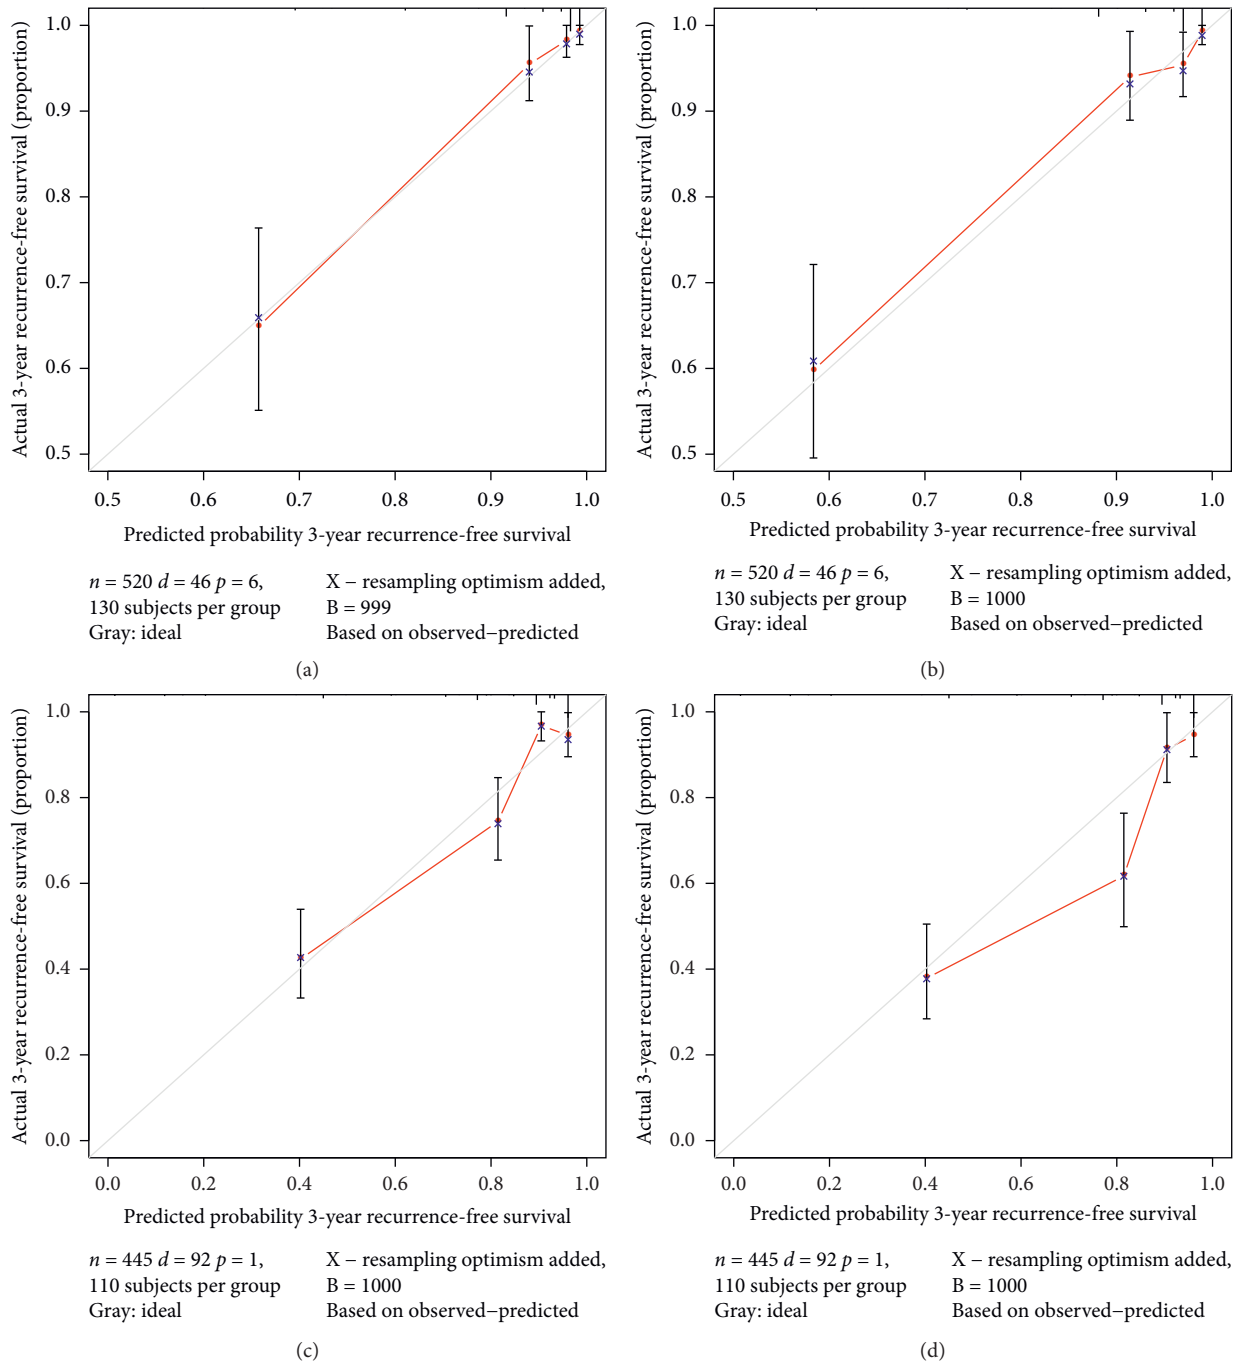 Actual 3-year recurrence-free survival (proportion)
1.0
0.9
0.8
0.7
0.6
0.5
0.5 0.6 0.7 0.8 0.9 1.0
Predicted probability 3-year recurrence-free survival
n = 520 d = 46 p = 6,
130 subjects per group
Gray: ideal
X − resampling optimism added,
B = 999
Based on observed−predicted
(a)
Actual 3-year recurrence-free survival (proportion)
1.0
0.9
0.8
0.7
0.6
0.5
0.5 0.6 0.7 0.8 0.9 1.0
Predicted probability 3-year recurrence-free survival
n = 520 d = 46 p = 6,
130 subjects per group
Gray: ideal
X − resampling optimism added,
B = 1000
Based on observed−predicted
(b)
Actual 3-year recurrence-free survival (proportion)
1.0
0.8
0.6
0.4
0.2
0.0
0.0 0.2 0.4 0.6 0.8 1.0
Predicted probability 3-year recurrence-free survival
n = 445 d = 92 p = 1,
110 subjects per group
Gray: ideal
X − resampling optimism added,
B = 1000
Based on observed−predicted
(c)
Actual 3-year recurrence-free survival (proportion)
1.0
0.8
0.6
0.4
0.2
0.0
0.0 0.2 0.4 0.6 0.8 1.0
Predicted probability 3-year recurrence-free survival
n = 445 d = 92 p = 1,
110 subjects per group
Gray: ideal
X − resampling optimism added,
B = 1000
Based on observed−predicted
(d)